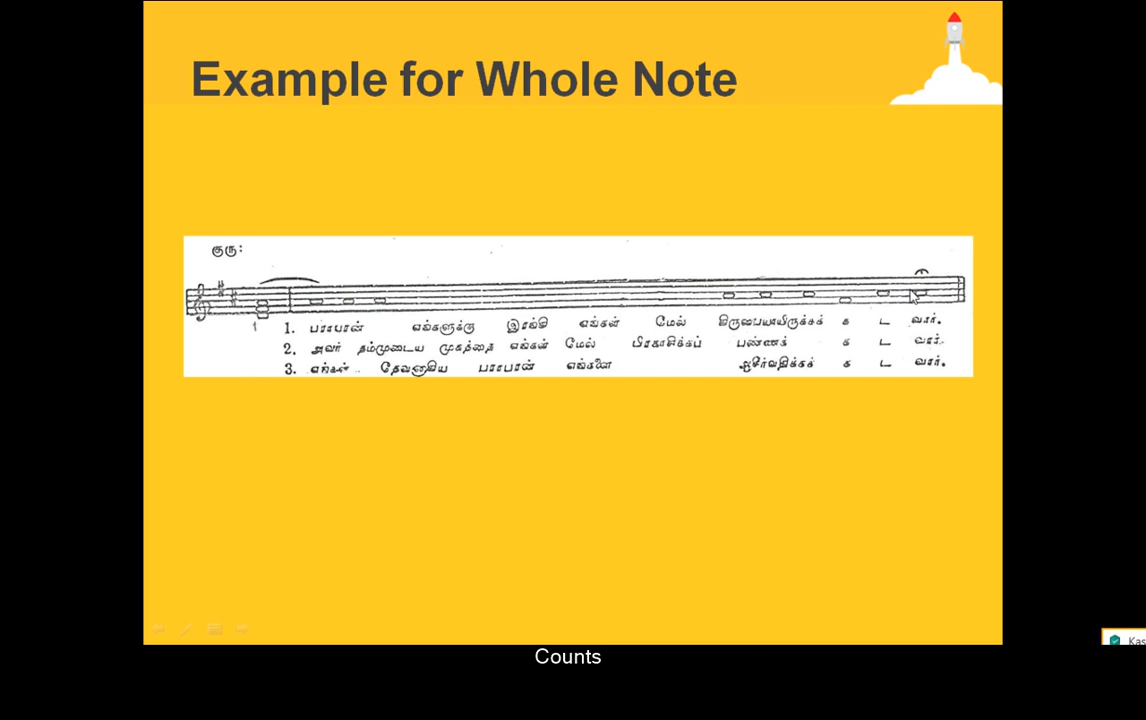 Example for Whole Note
குரு:
1. பராபரன் எங்களுக்கு இரங்கி எங்கள் மேல் கிருபையாயிருக்கக் க ட வார்.
2. அவர் தம்முடைய முகத்தை எங்கள் மேல் பிரகாசிக்கப் பண்ணக் க ட வார்.
3. எங்கள் தேவனாகிய பராபரன் எங்களை ஆசீர்வதிக்கக் க ட வார்.
Counts